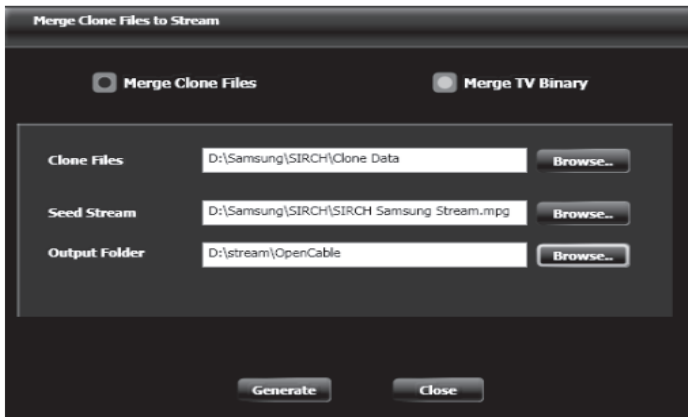 Merge Clone Files to Stream
Merge Clone Files Merge TV Binary
Clone Files D:\Samsung\SIRCH\Clone Data Browse..
Seed Stream D:\Samsung\SIRCH\SIRCH Samsung Stream.mpg Browse..
Output Folder D:\stream\OpenCable Browse..
Generate Close